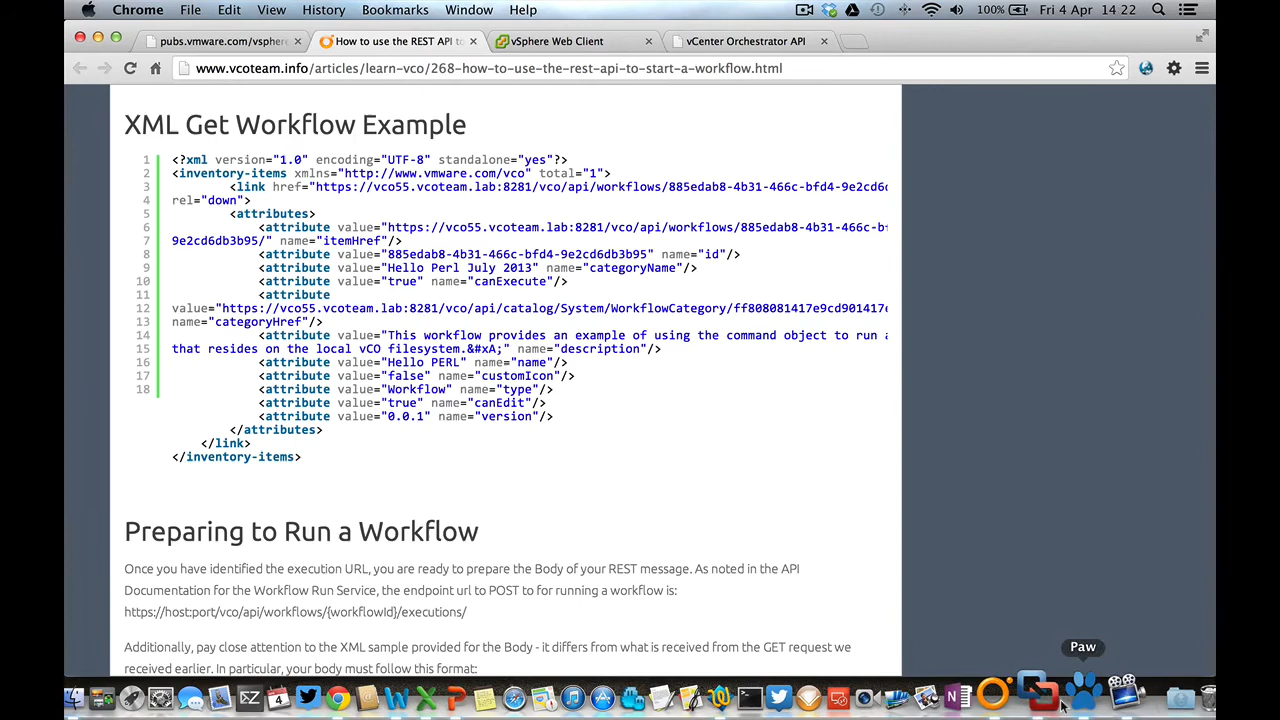 Chrome File Edit View History Bookmarks Window Help 100% Fri 4 Apr 14 22
pubs.vmware.com/vsphere
How to use the REST API to
vSphere Web Client
vCenter Orchestrator API
www.vcoteam.info/articles/learn-vco/268-how-to-use-the-rest-api-to-start-a-workflow.html
XML Get Workflow Example
1 <?xml version="1.0" encoding="UTF-8" standalone="yes"?>
2 <inventory-items xmlns="http://www.vmware.com/vco" total="1">
3 <link href="https://vco55.vcoteam.lab:8281/vco/api/workflows/885edab8-4b31-466c-bfd4-9e2cd6d
4 rel="down">
5 <attributes>
6 <attribute value="https://vco55.vcoteam.lab:8281/vco/api/workflows/885edab8-4b31-466c-bf
7 9e2cd6db3b95/" name="itemHref"/>
8 <attribute value="885edab8-4b31-466c-bfd4-9e2cd6db3b95" name="id"/>
9 <attribute value="Hello Perl July 2013" name="categoryName"/>
10 <attribute value="true" name="canExecute"/>
11 <attribute
12 value="https://vco55.vcoteam.lab:8281/vco/api/catalog/System/WorkflowCategory/ff808081417e9cd901417e
13 name="categoryHref"/>
14 <attribute value="This workflow provides an example of using the command object to run a
15 that resides on the local vCO filesystem.&#xA;" name="description"/>
16 <attribute value="Hello PERL" name="name"/>
17 <attribute value="false" name="customIcon"/>
18 <attribute value="Workflow" name="type"/>
<attribute value="true" name="canEdit"/>
<attribute value="0.0.1" name="version"/>
</attributes>
</link>
</inventory-items>
Preparing to Run a Workflow
Once you have identified the execution URL, you are ready to prepare the Body of your REST message. As noted in the API
Documentation for the Workflow Run Service, the endpoint url to POST to for running a workflow is:
https://host:port/vco/api/workflows/{workflowId}/executions/
Additionally, pay close attention to the XML sample provided for the Body - it differs from what is received from the GET request we
received earlier. In particular, your body must follow this format:
Paw